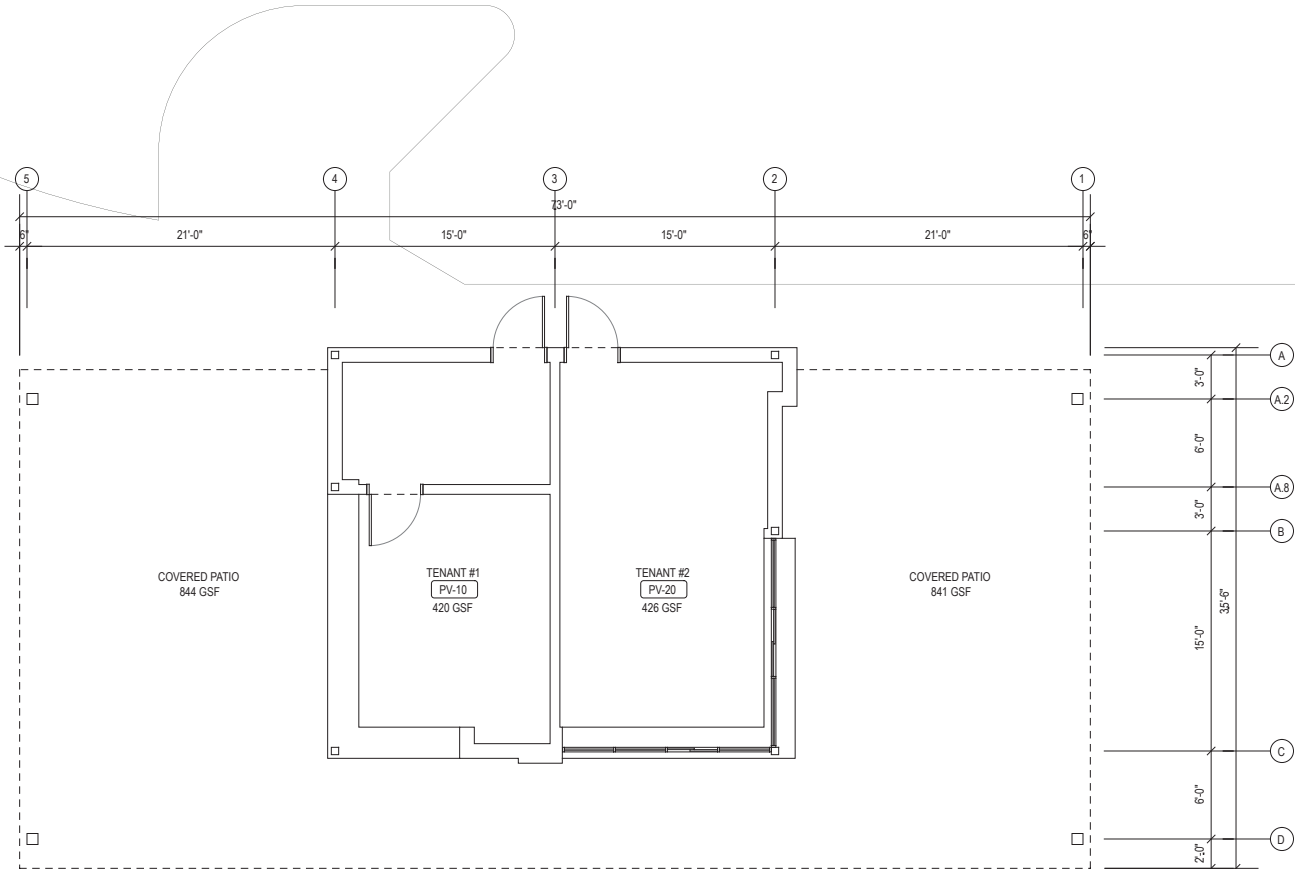 5
4
3
2
1
73'-0"
6"
21'-0"
15'-0"
15'-0"
21'-0"
6"
A
3'-0"
A.2
6'-0"
A.8
3'-0"
B
COVERED PATIO
844 GSF
TENANT #1
PV-10
420 GSF
TENANT #2
PV-20
426 GSF
COVERED PATIO
841 GSF
35'-6"
15'-0"
C
6'-0"
D
2'-0"